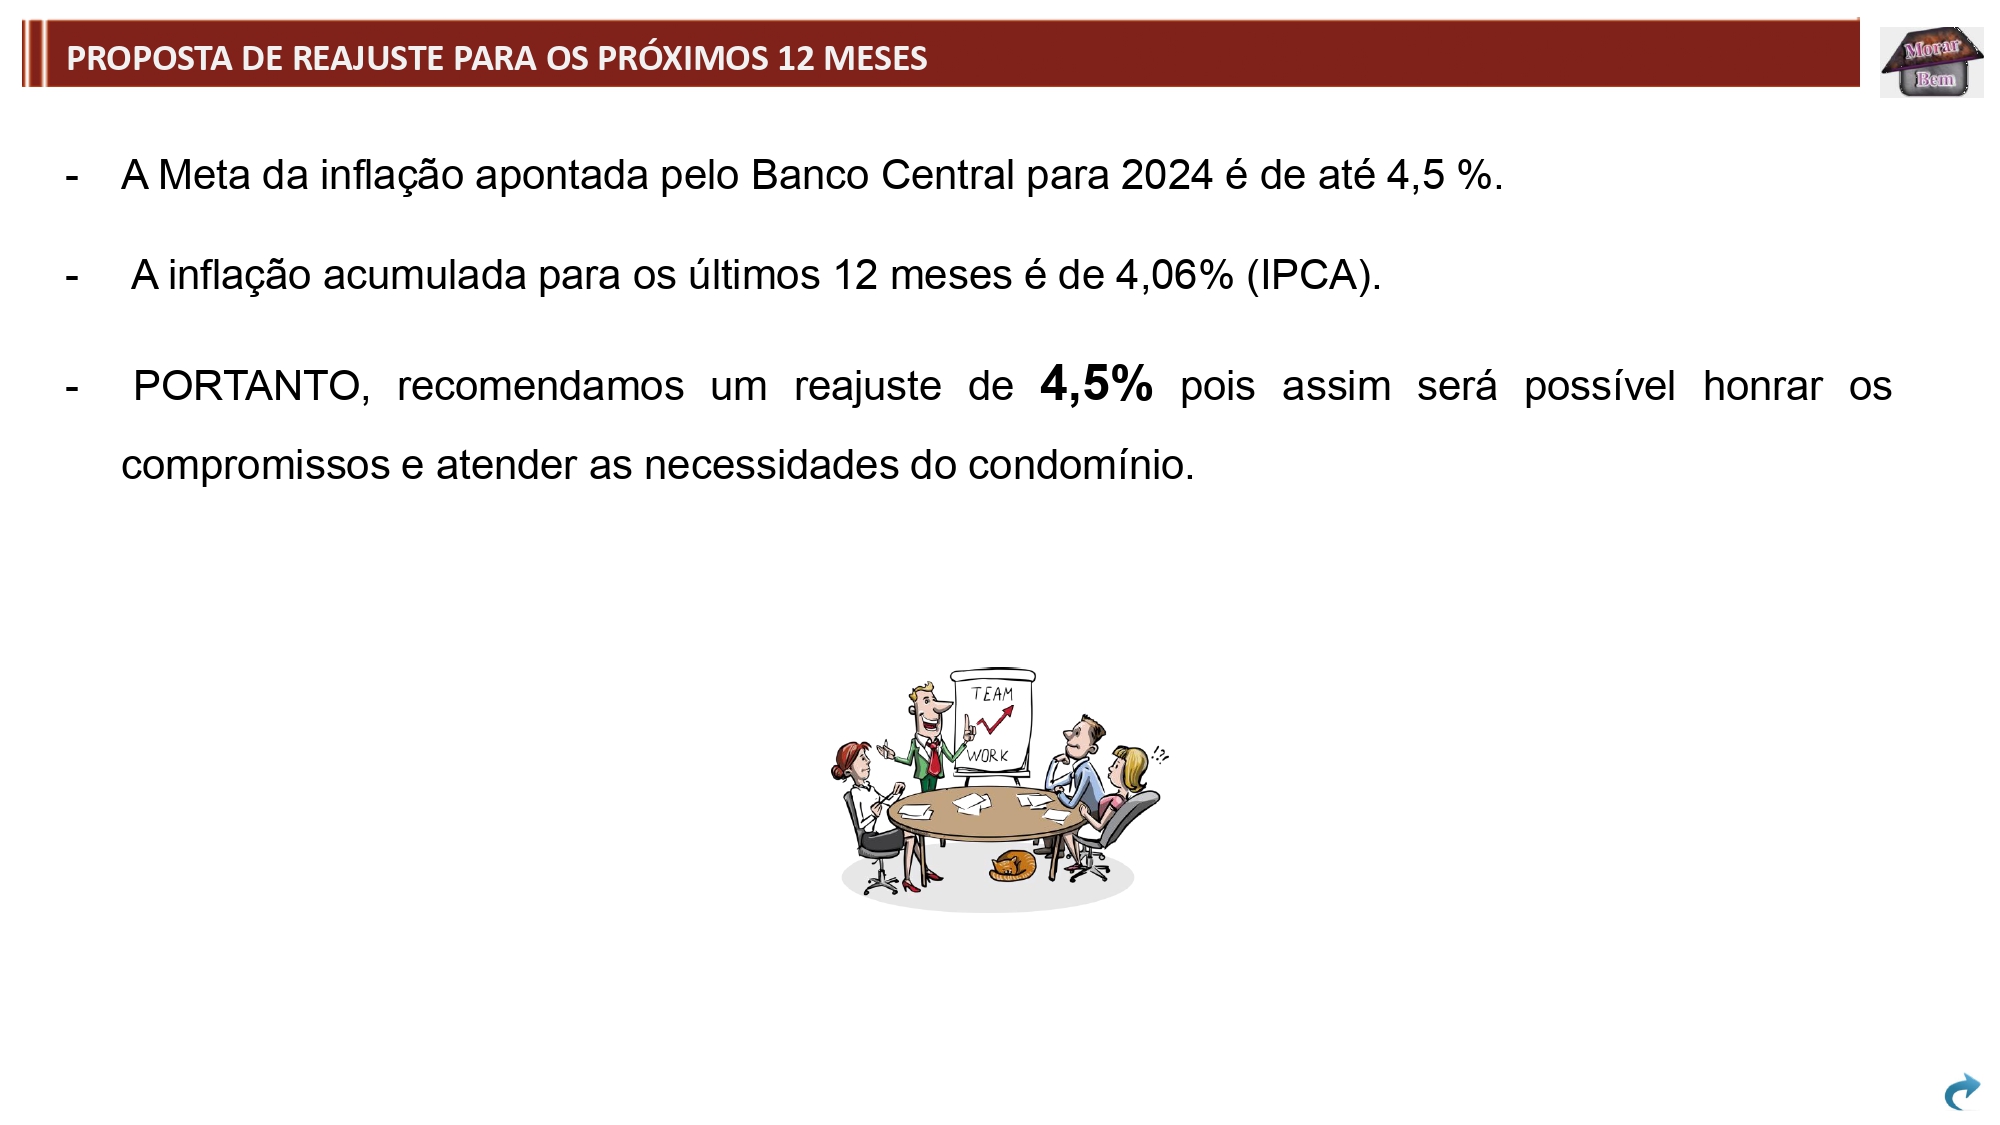 PROPOSTA DE REAJUSTE PARA OS PRÓXIMOS 12 MESES
Morar
Bem
- A Meta da inflação apontada pelo Banco Central para 2024 é de até 4,5 %.
- A inflação acumulada para os últimos 12 meses é de 4,06% (IPCA).
- PORTANTO, recomendamos um reajuste de 4,5% pois assim será possível honrar os
compromissos e atender as necessidades do condomínio.
TEAM
WORK
!?!